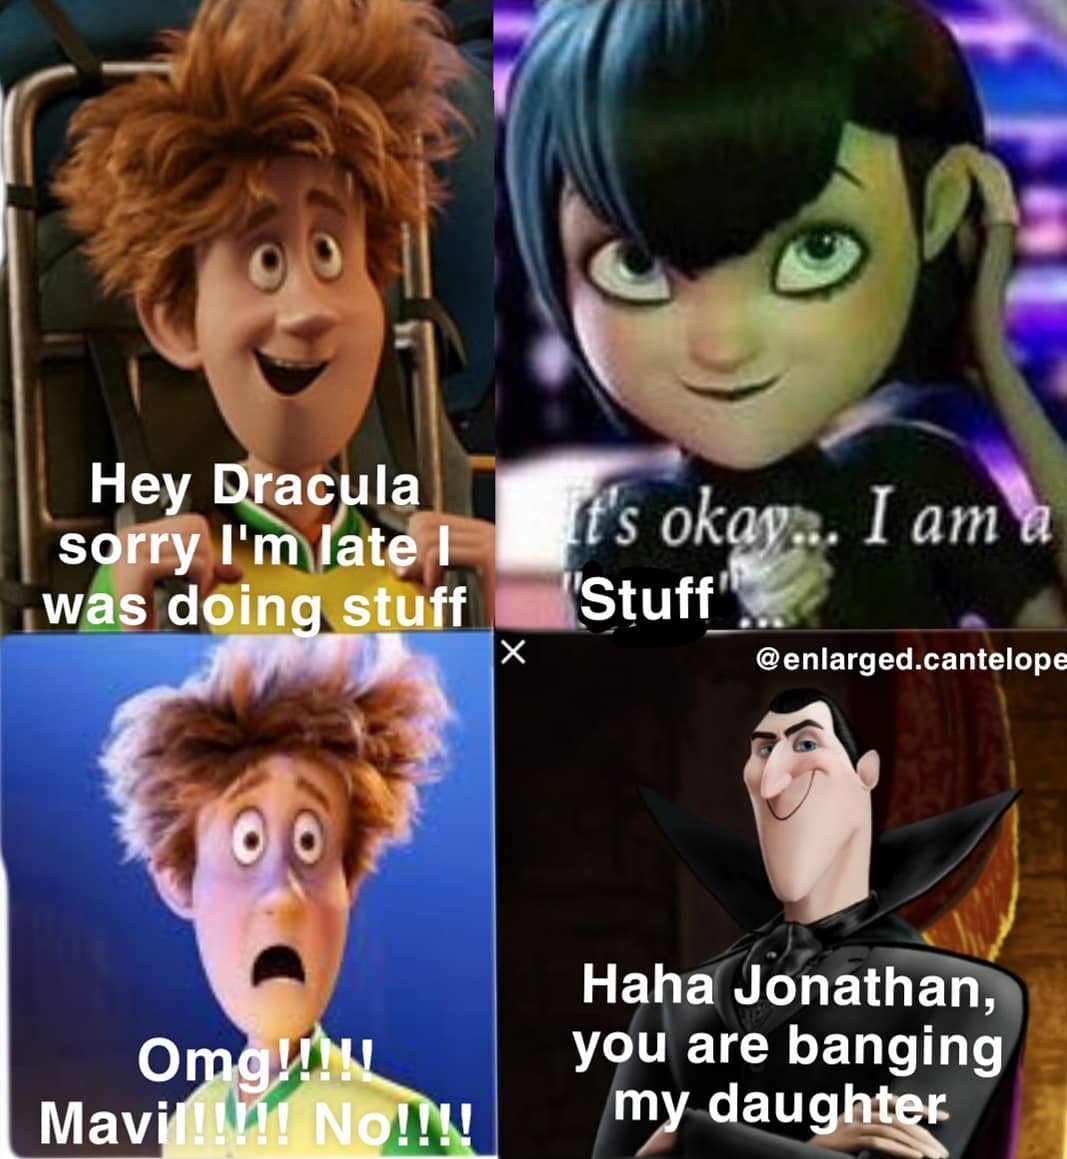 Hey Dracula
sorry I'm late I
was doing stuff
It's okay... I am a
"Stuff" ...
Omg!!!!!
Mavil!!!!! No!!!!
@enlarged.cantelope
Haha Jonathan,
you are banging
my daughter